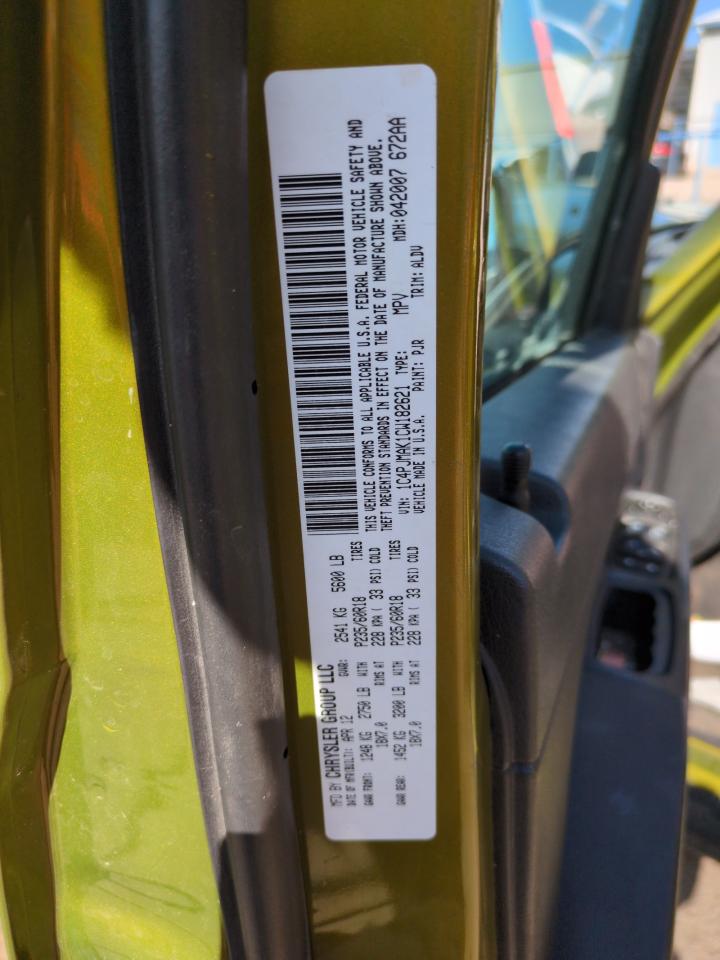 MFD BY CHRYSLER GROUP LLC
DATE OF MFR(BUILT): APR 12 GVWR: 2541 KG 5600 LB
GAWR FRONT: 1248 KG 2750 LB WITH P235/60R18 TIRES
18X7.0 RIMS AT 228 KPA ( 33 PSI) COLD
GAWR REAR: 1452 KG 3200 LB WITH P235/60R18 TIRES
18X7.0 RIMS AT 228 KPA ( 33 PSI) COLD
THIS VEHICLE CONFORMS TO ALL APPLICABLE U.S.A. FEDERAL MOTOR VEHICLE SAFETY AND
THEFT PREVENTION STANDARDS IN EFFECT ON THE DATE OF MANUFACTURE SHOWN ABOVE.
VIN: 1C4PJMAK1CW182621 TYPE: MPV MDH:042007 672AA
VEHICLE MADE IN U.S.A. PAINT: PJR TRIM: ALDV